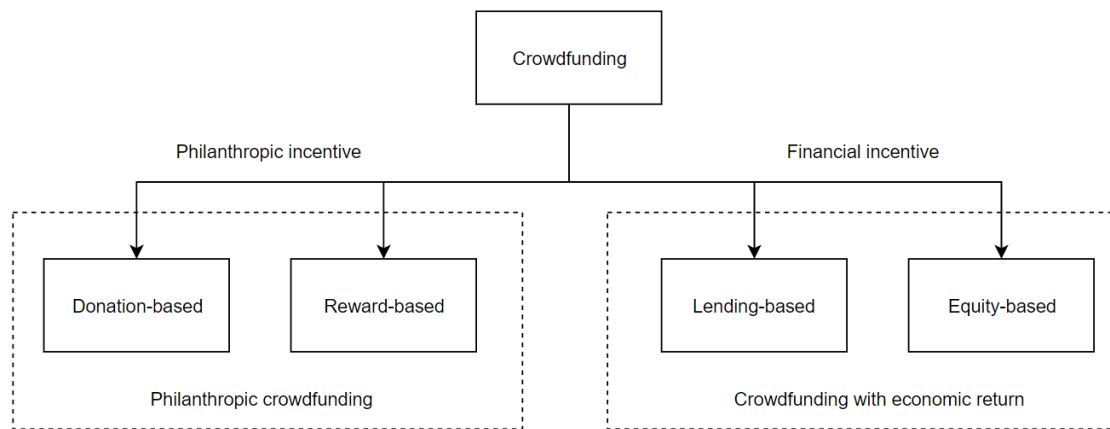 Crowdfunding
Philanthropic incentive
Financial incentive
Donation-based
Reward-based
Lending-based
Equity-based
Philanthropic crowdfunding
Crowdfunding with economic return